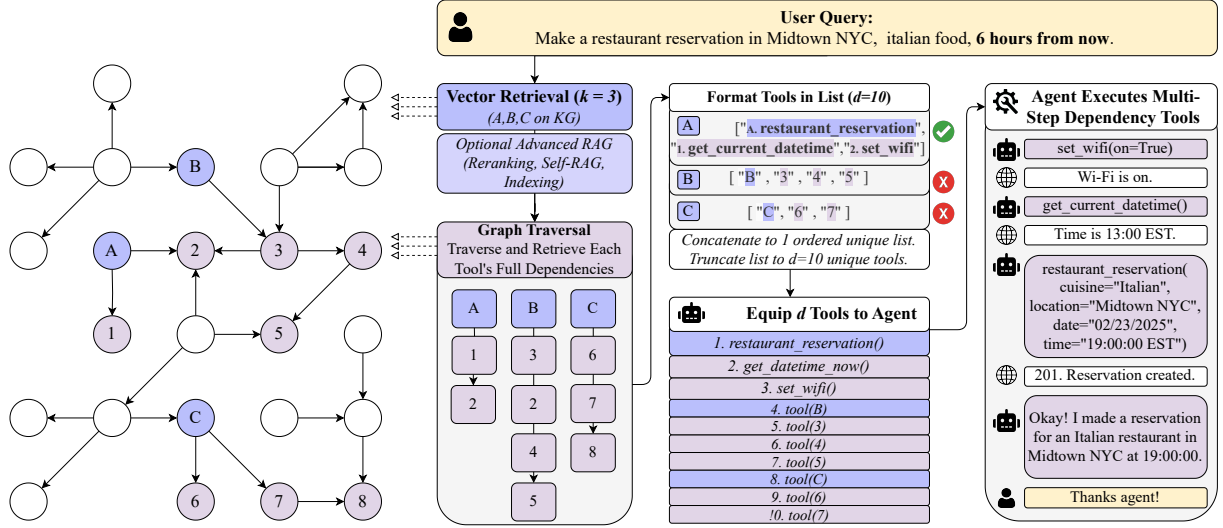 User Query:
Make a restaurant reservation in Midtown NYC, italian food, 6 hours from now.
B
A
2
3
4
1
5
C
6
7
8
Vector Retrieval (k = 3)
(A,B,C on KG)
Optional Advanced RAG
(Reranking, Self-RAG,
Indexing)
Graph Traversal
Traverse and Retrieve Each
Tool's Full Dependencies
A
B
C
1
3
6
2
2
7
4
8
5
Format Tools in List (d=10)
A
["A. restaurant_reservation",
"1. get_current_datetime","2. set_wifi"]
B
[ "B" , "3" , "4" , "5" ]
C
[ "C", "6" , "7" ]
Concatenate to 1 ordered unique list.
Truncate list to d=10 unique tools.
Equip d Tools to Agent
1. restaurant_reservation()
2. get_datetime_now()
3. set_wifi()
4. tool(B)
5. tool(3)
6. tool(4)
7. tool(5)
8. tool(C)
9. tool(6)
!0. tool(7)
Agent Executes Multi-
Step Dependency Tools
set_wifi(on=True)
Wi-Fi is on.
get_current_datetime()
Time is 13:00 EST.
restaurant_reservation(
cuisine="Italian",
location="Midtown NYC",
date="02/23/2025",
time="19:00:00 EST")
201. Reservation created.
Okay! I made a reservation
for an Italian restaurant in
Midtown NYC at 19:00:00.
Thanks agent!